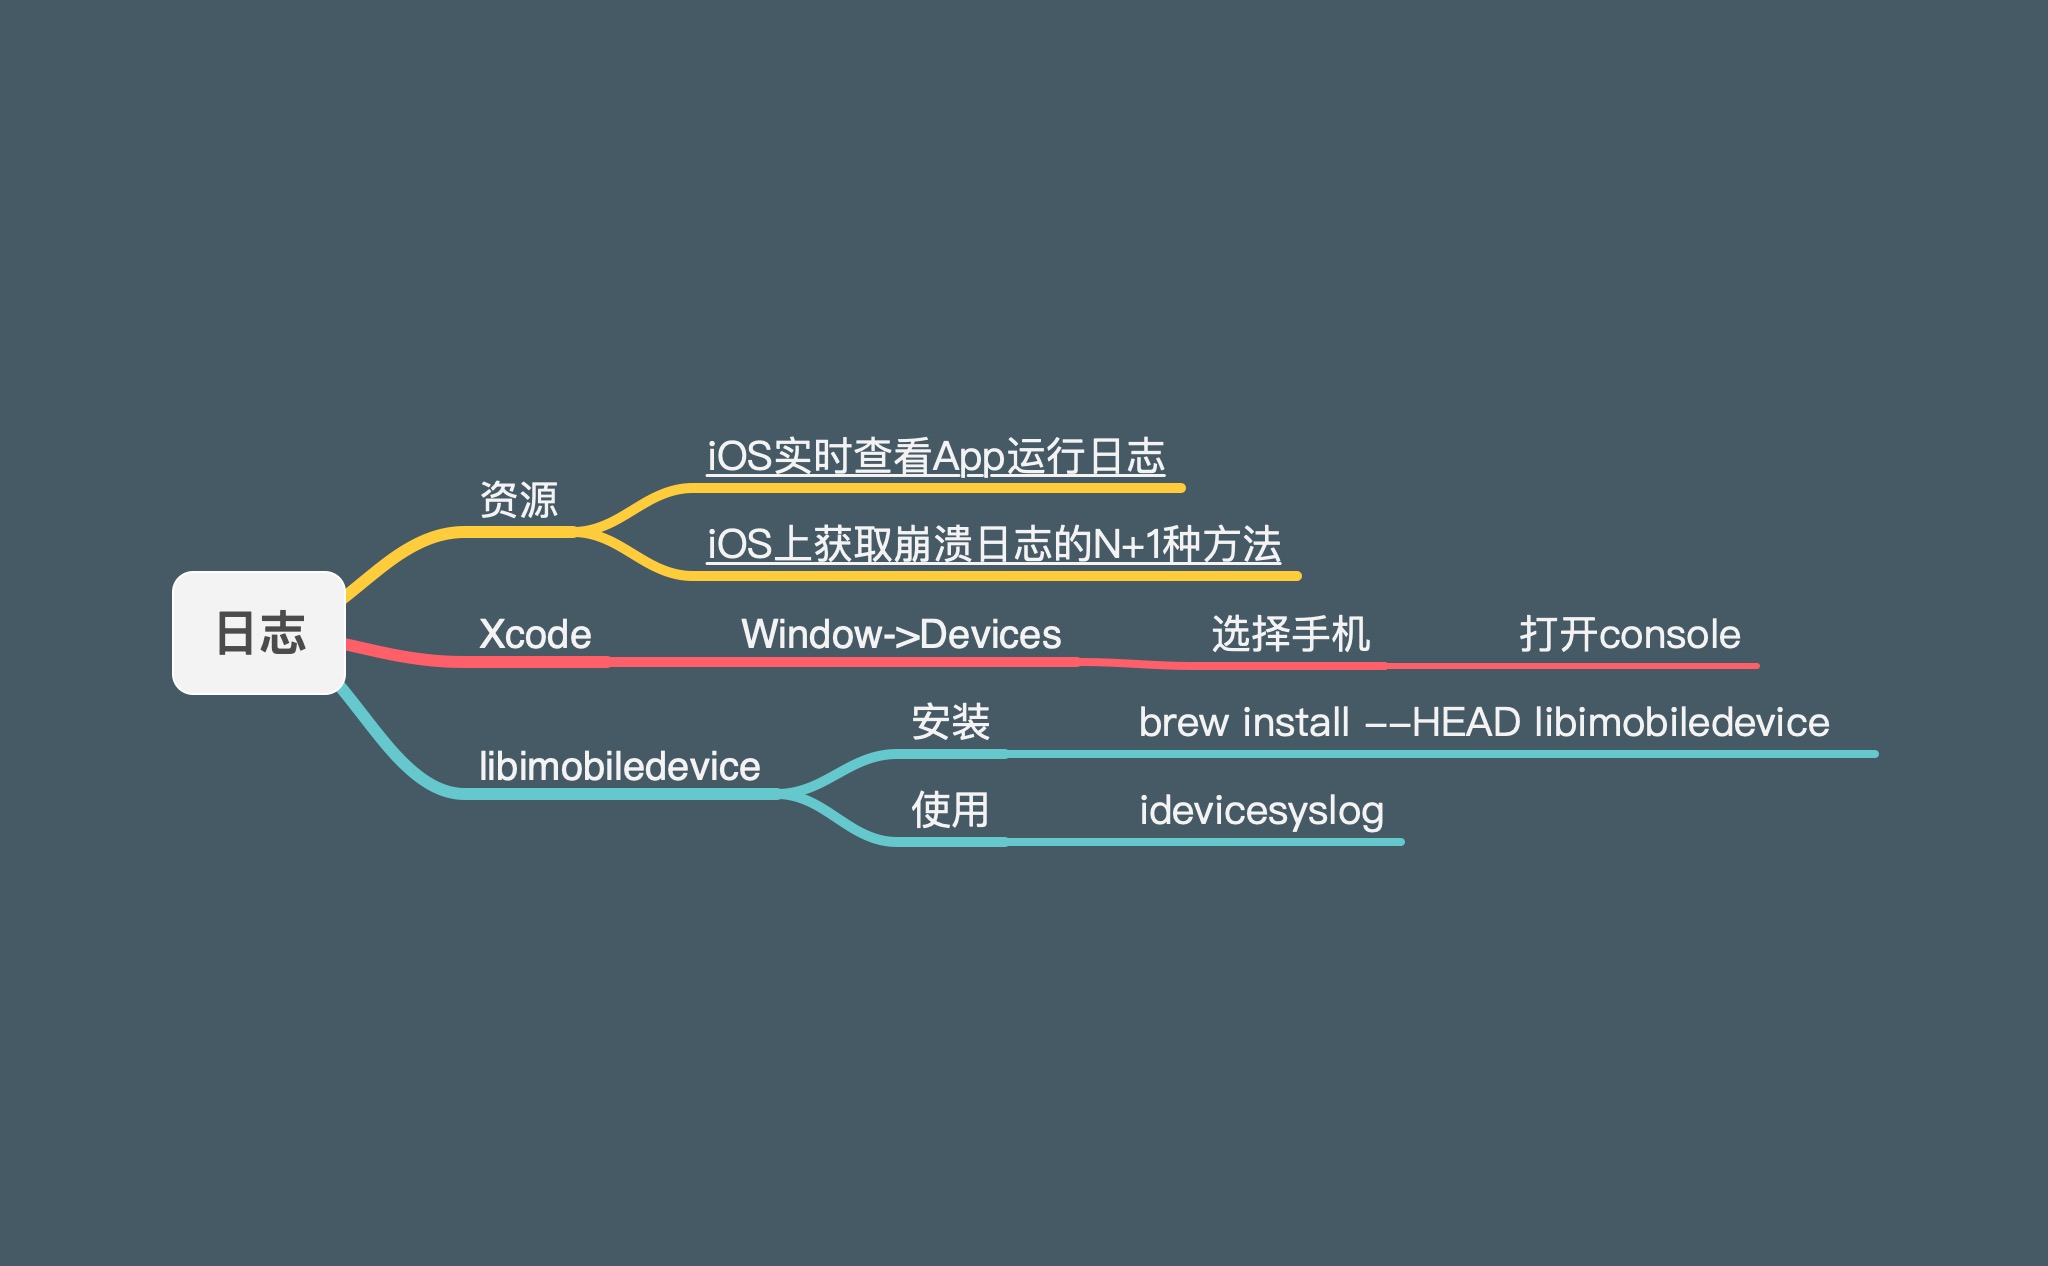 日志
资源
iOS实时查看App运行日志
iOS上获取崩溃日志的N+1种方法
Xcode
Window->Devices
选择手机
打开console
libimobiledevice
安装
brew install --HEAD libimobiledevice
使用
idevicesyslog